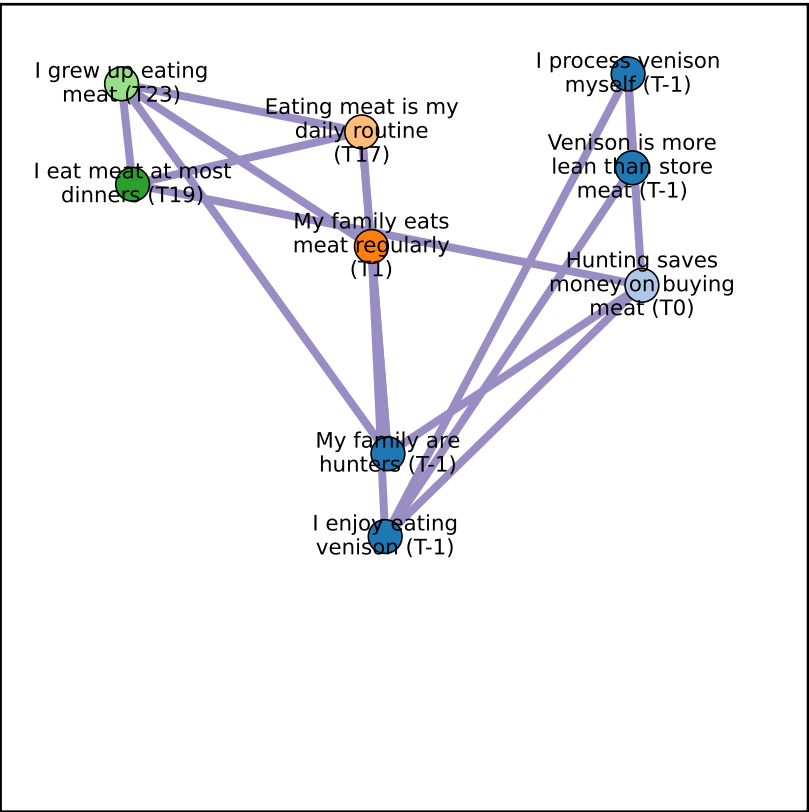 I grew up eating
meat (T23)
I process venison
myself (T-1)
Eating meat is my
daily routine
(T17)
Venison is more
lean than store
meat (T-1)
I eat meat at most
dinners (T19)
My family eats
meat regularly
(T1)
Hunting saves
money on buying
meat (T0)
My family are
hunters (T-1)
I enjoy eating
venison (T-1)